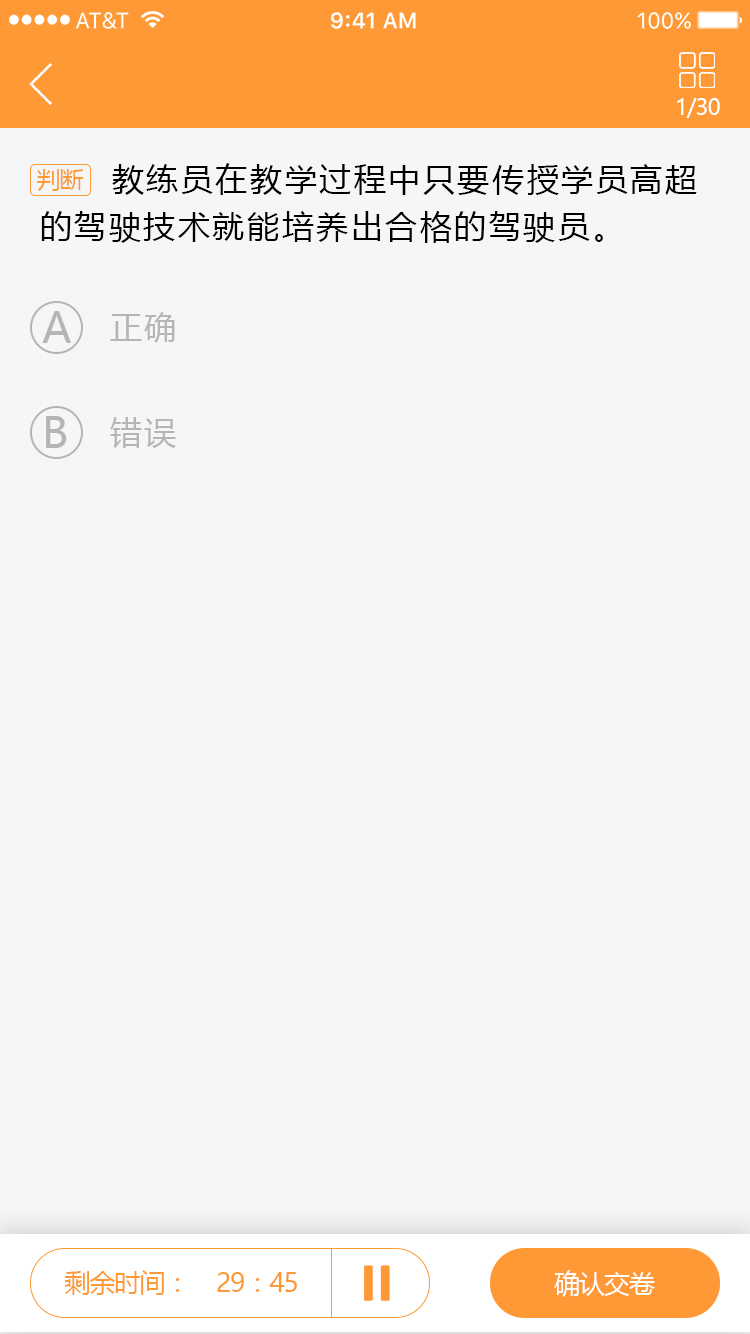 AT&T 9:41 AM 100%
1/30
判断 教练员在教学过程中只要传授学员高超
的驾驶技术就能培养出合格的驾驶员。
A 正确
B 错误
剩余时间： 29：45 确认交卷